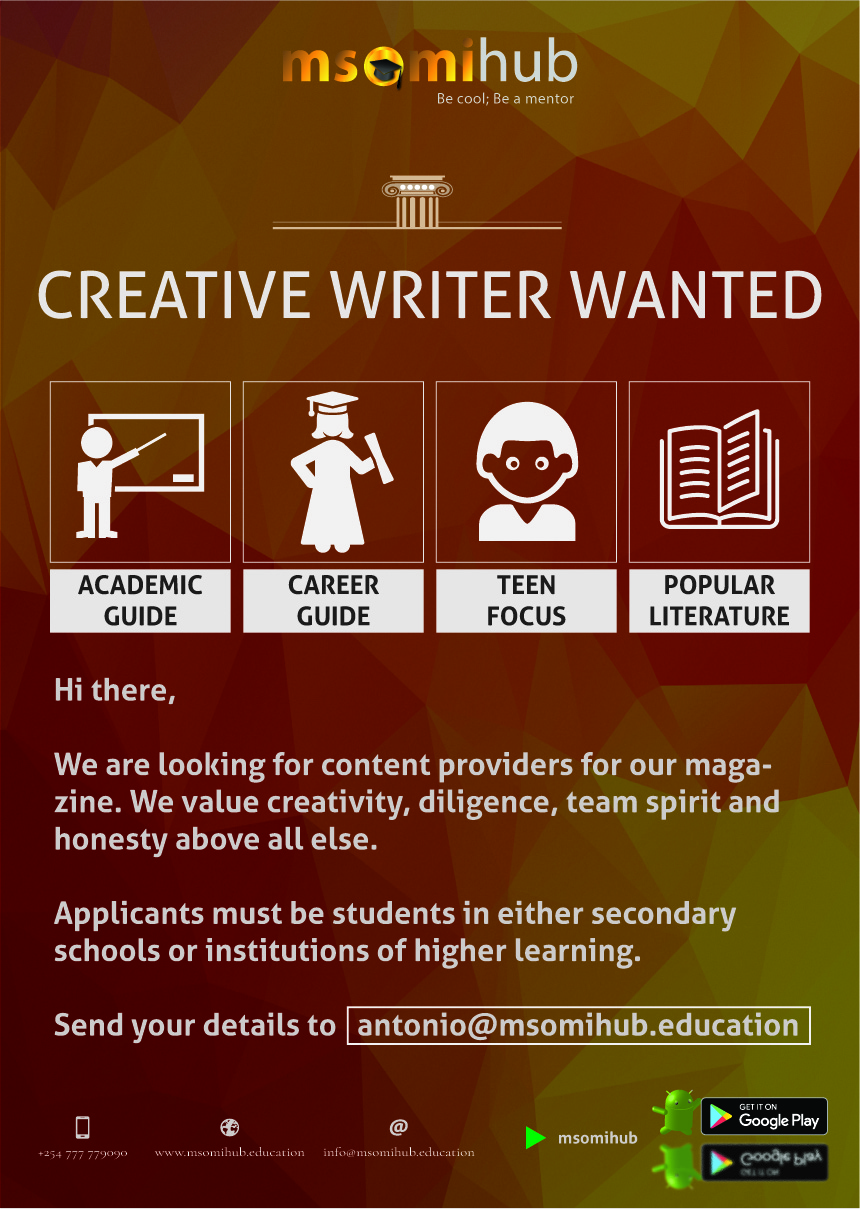 msomihub
Be cool; Be a mentor
CREATIVE WRITER WANTED
ACADEMIC
GUIDE
CAREER
GUIDE
TEEN
FOCUS
POPULAR
LITERATURE
Hi there,
We are looking for content providers for our maga-
zine. We value creativity, diligence, team spirit and
honesty above all else.
Applicants must be students in either secondary
schools or institutions of higher learning.
Send your details to antonio@msomihub.education
+254 777 779090
www.msomihub.education
@
info@msomihub.education
msomihub
GET IT ON
Google Play